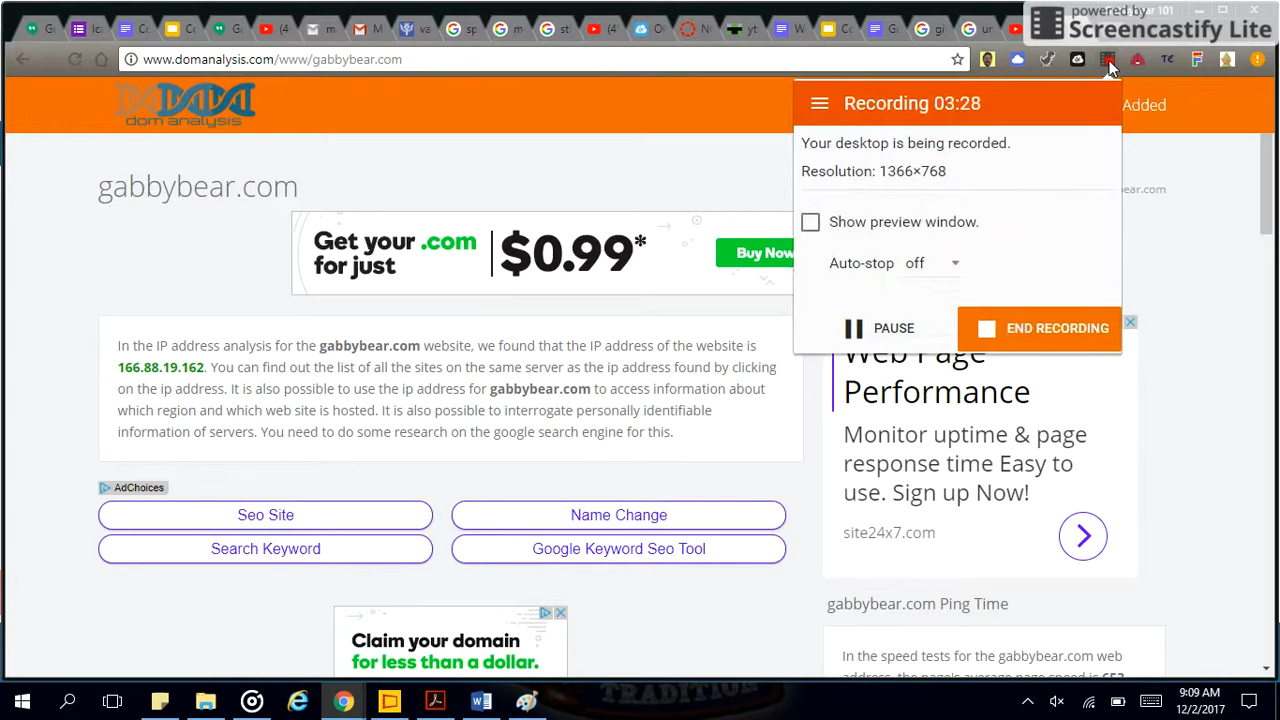 powered by
Screencastify Lite
www.domanalysis.com/www/gabbybear.com
dom analysis
Added
Recording 03:28
Your desktop is being recorded.
Resolution: 1366×768
Show preview window.
Auto-stop off
PAUSE
END RECORDING
gabbybear.com
ear.com
Get your .com
for just
$0.99*
Buy Now
In the IP address analysis for the gabbybear.com website, we found that the IP address of the website is
166.88.19.162. You can find out the list of all the sites on the same server as the ip address found by clicking
on the ip address. It is also possible to use the ip address for gabbybear.com to access information about
which region and which web site is hosted. It is also possible to interrogate personally identifiable
information of servers. You need to do some research on the google search engine for this.
AdChoices
Seo Site
Name Change
Search Keyword
Google Keyword Seo Tool
Web Page
Performance
Monitor uptime & page
response time Easy to
use. Sign up Now!
site24x7.com
Claim your domain
for less than a dollar.
gabbybear.com Ping Time
In the speed tests for the gabbybear.com web
TRADITION
9:09 AM
12/2/2017